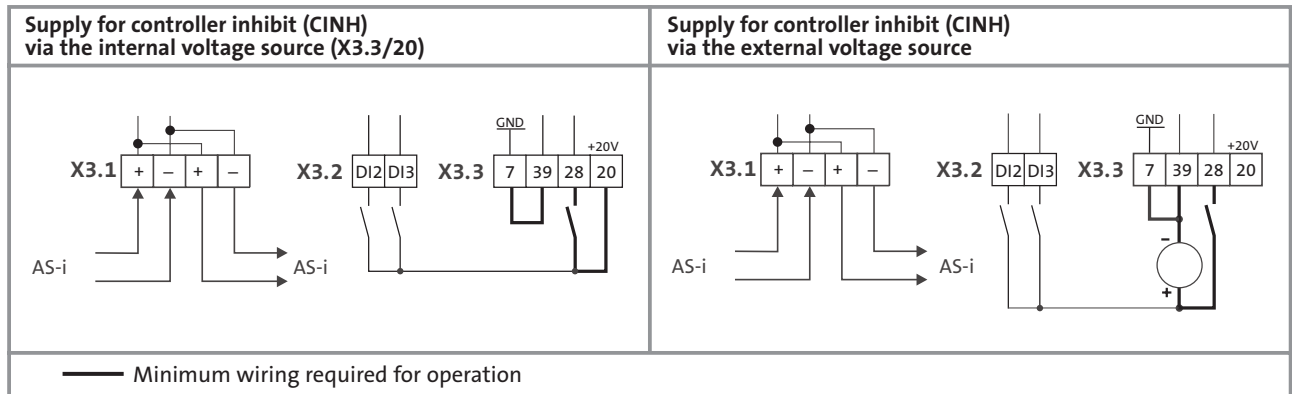 Supply for controller inhibit (CINH)
via the internal voltage source (X3.3/20)
Supply for controller inhibit (CINH)
via the external voltage source
GND
+20V
X3.1 + – + –
X3.2 DI2 DI3
X3.3 7 39 28 20
AS-i
AS-i
GND
+20V
X3.1 + – + –
X3.2 DI2 DI3
X3.3 7 39 28 20
–
AS-i
AS-i
+
Minimum wiring required for operation